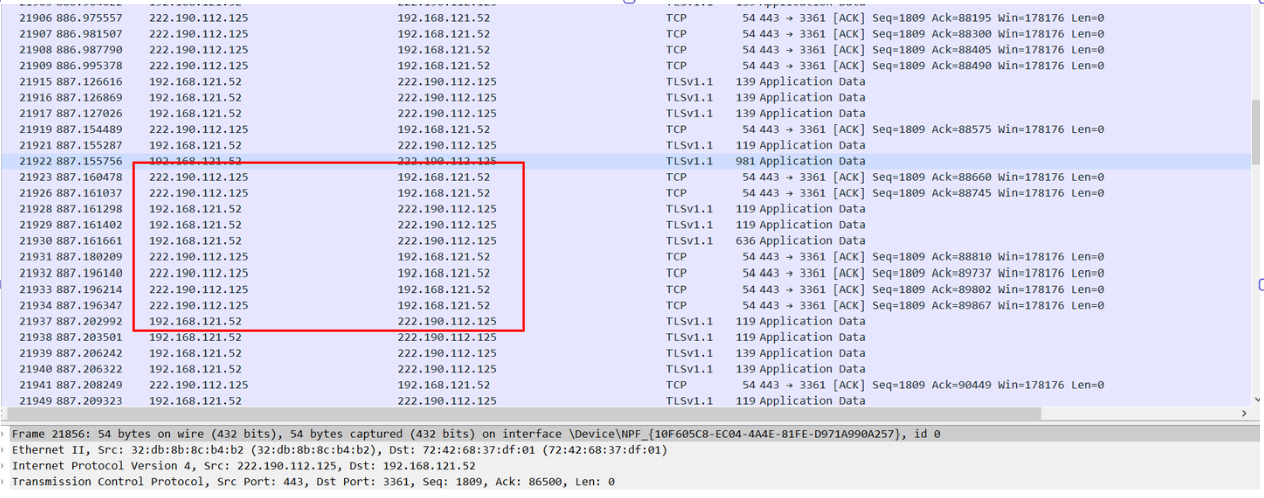 21906 886.975557 222.190.112.125 192.168.121.52 TCP 54 443 → 3361 [ACK] Seq=1809 Ack=88195 Win=178176 Len=0
21907 886.981507 222.190.112.125 192.168.121.52 TCP 54 443 → 3361 [ACK] Seq=1809 Ack=88300 Win=178176 Len=0
21908 886.987790 222.190.112.125 192.168.121.52 TCP 54 443 → 3361 [ACK] Seq=1809 Ack=88405 Win=178176 Len=0
21909 886.995378 222.190.112.125 192.168.121.52 TCP 54 443 → 3361 [ACK] Seq=1809 Ack=88490 Win=178176 Len=0
21915 887.126616 192.168.121.52 222.190.112.125 TLSv1.1 139 Application Data
21916 887.126869 192.168.121.52 222.190.112.125 TLSv1.1 139 Application Data
21917 887.127026 192.168.121.52 222.190.112.125 TLSv1.1 139 Application Data
21919 887.154489 222.190.112.125 192.168.121.52 TCP 54 443 → 3361 [ACK] Seq=1809 Ack=88575 Win=178176 Len=0
21921 887.155287 192.168.121.52 222.190.112.125 TLSv1.1 119 Application Data
21922 887.155756 192.168.121.52 222.190.112.125 TLSv1.1 981 Application Data
21923 887.160478 222.190.112.125 192.168.121.52 TCP 54 443 → 3361 [ACK] Seq=1809 Ack=88660 Win=178176 Len=0
21926 887.161037 222.190.112.125 192.168.121.52 TCP 54 443 → 3361 [ACK] Seq=1809 Ack=88745 Win=178176 Len=0
21928 887.161298 192.168.121.52 222.190.112.125 TLSv1.1 119 Application Data
21929 887.161402 192.168.121.52 222.190.112.125 TLSv1.1 119 Application Data
21930 887.161661 192.168.121.52 222.190.112.125 TLSv1.1 636 Application Data
21931 887.180209 222.190.112.125 192.168.121.52 TCP 54 443 → 3361 [ACK] Seq=1809 Ack=88810 Win=178176 Len=0
21932 887.196140 222.190.112.125 192.168.121.52 TCP 54 443 → 3361 [ACK] Seq=1809 Ack=89737 Win=178176 Len=0
21933 887.196214 222.190.112.125 192.168.121.52 TCP 54 443 → 3361 [ACK] Seq=1809 Ack=89802 Win=178176 Len=0
21934 887.196347 222.190.112.125 192.168.121.52 TCP 54 443 → 3361 [ACK] Seq=1809 Ack=89867 Win=178176 Len=0
21937 887.202992 192.168.121.52 222.190.112.125 TLSv1.1 119 Application Data
21938 887.203501 192.168.121.52 222.190.112.125 TLSv1.1 119 Application Data
21939 887.206242 192.168.121.52 222.190.112.125 TLSv1.1 139 Application Data
21940 887.206322 192.168.121.52 222.190.112.125 TLSv1.1 139 Application Data
21941 887.208249 222.190.112.125 192.168.121.52 TCP 54 443 → 3361 [ACK] Seq=1809 Ack=90449 Win=178176 Len=0
21949 887.209323 192.168.121.52 222.190.112.125 TLSv1.1 119 Application Data
Frame 21856: 54 bytes on wire (432 bits), 54 bytes captured (432 bits) on interface \Device\NPF_{10F605C8-EC04-4A4E-81FE-D971A990A257}, id 0
Ethernet II, Src: 32:db:8b:8c:b4:b2 (32:db:8b:8c:b4:b2), Dst: 72:42:68:37:df:01 (72:42:68:37:df:01)
Internet Protocol Version 4, Src: 222.190.112.125, Dst: 192.168.121.52
Transmission Control Protocol, Src Port: 443, Dst Port: 3361, Seq: 1809, Ack: 86500, Len: 0